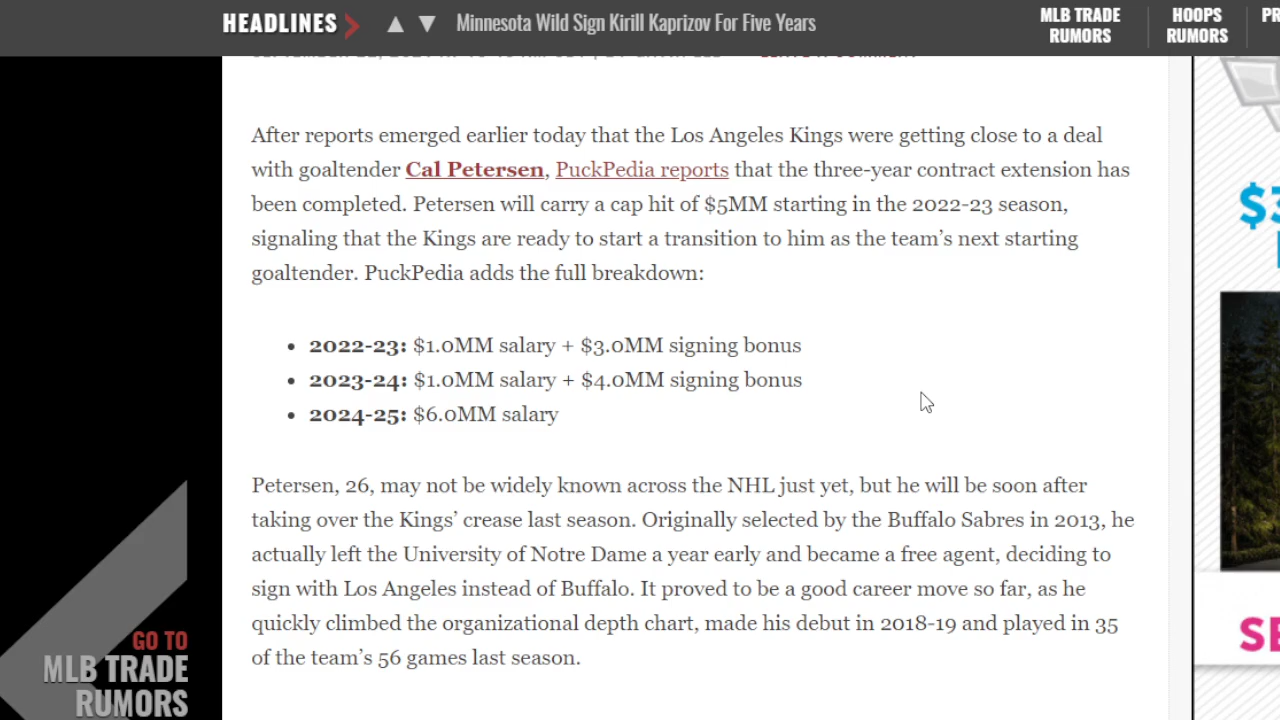 HEADLINES
Minnesota Wild Sign Kirill Kaprizov For Five Years
MLB TRADE
RUMORS
HOOPS
RUMORS
After reports emerged earlier today that the Los Angeles Kings were getting close to a deal
with goaltender Cal Petersen, PuckPedia reports that the three-year contract extension has
been completed. Petersen will carry a cap hit of $5MM starting in the 2022-23 season,
signaling that the Kings are ready to start a transition to him as the team's next starting
goaltender. PuckPedia adds the full breakdown:
• 2022-23: $1.0MM salary + $3.0MM signing bonus
• 2023-24: $1.0MM salary + $4.0MM signing bonus
• 2024-25: $6.0MM salary
Petersen, 26, may not be widely known across the NHL just yet, but he will be soon after
taking over the Kings' crease last season. Originally selected by the Buffalo Sabres in 2013, he
actually left the University of Notre Dame a year early and became a free agent, deciding to
sign with Los Angeles instead of Buffalo. It proved to be a good career move so far, as he
quickly climbed the organizational depth chart, made his debut in 2018-19 and played in 35
of the team's 56 games last season.
GO TO
MLB TRADE
RUMORS